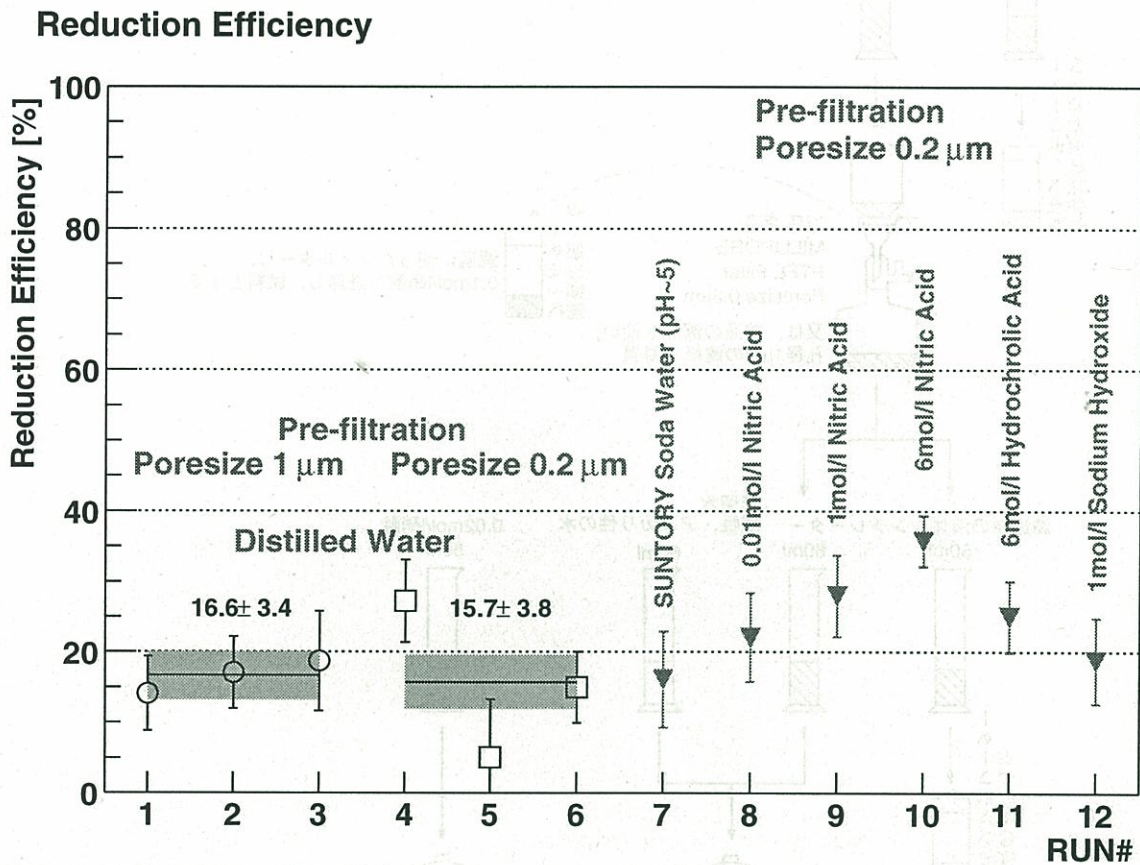 Reduction Efficiency
Reduction Efficiency [%]
100
80
60
40
20
0
Pre-filtration
Poresize 0.2 μm
Pre-filtration
Poresize 1 μm
Poresize 0.2 μm
Distilled Water
16.6± 3.4
15.7± 3.8
SUNTORY Soda Water (pH~5)
0.01mol/l Nitric Acid
1mol/l Nitric Acid
6mol/l Nitric Acid
6mol/l Hydrochrolic Acid
1mol/l Sodium Hydroxide
1 2 3 4 5 6 7 8 9 10 11 12
RUN#